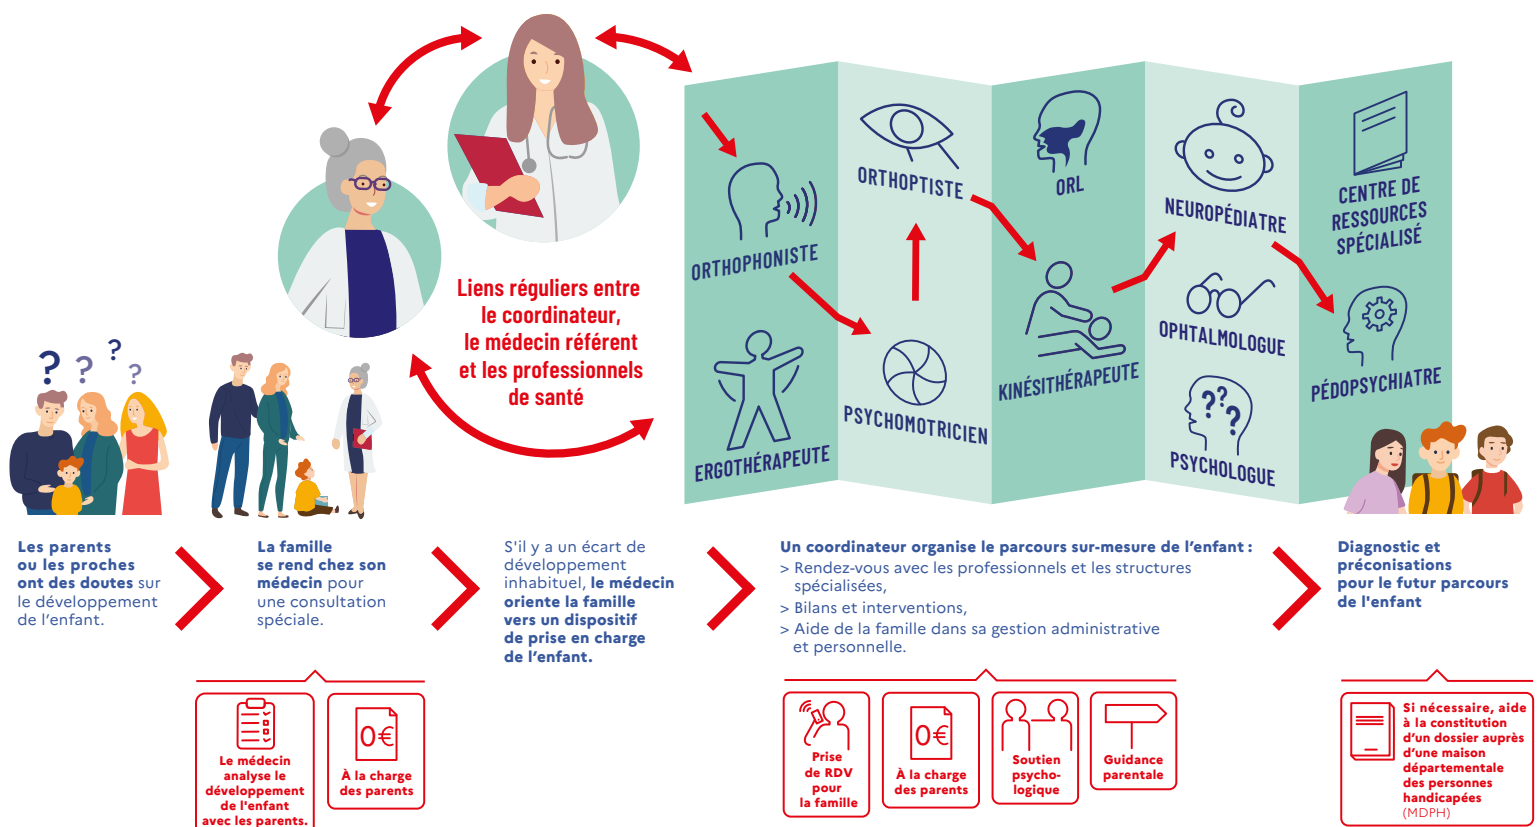 Liens réguliers entre
le coordinateur,
le médecin référent
et les professionnels
de santé
ORTHOPHONISTE
ERGOTHÉRAPEUTE
ORTHOPTISTE
PSYCHOMOTRICIEN
ORL
KINÉSITHÉRAPEUTE
NEUROPÉDIATRE
OPHTALMOLOGUE
???
PSYCHOLOGUE
CENTRE DE
RESSOURCES
SPÉCIALISÉ
PÉDOPSYCHIATRE
? ? ? ?
Les parents
ou les proches
ont des doutes sur
le développement
de l’enfant.
La famille
se rend chez son
médecin pour
une consultation
spéciale.
S'il y a un écart de
développement
inhabituel, le médecin
oriente la famille
vers un dispositif
de prise en charge
de l’enfant.
Un coordinateur organise le parcours sur-mesure de l’enfant :
> Rendez-vous avec les professionnels et les structures
spécialisées,
> Bilans et interventions,
> Aide de la famille dans sa gestion administrative
et personnelle.
Diagnostic et
préconisations
pour le futur parcours
de l'enfant
Le médecin
analyse le
développement
de l'enfant
avec les parents.
0€
À la charge
des parents
Prise
de RDV
pour
la famille
0€
À la charge
des parents
Soutien
psycho-
logique
Guidance
parentale
Si nécessaire, aide
à la constitution
d’un dossier auprès
d’une maison
départementale
des personnes
handicapées
(MDPH)